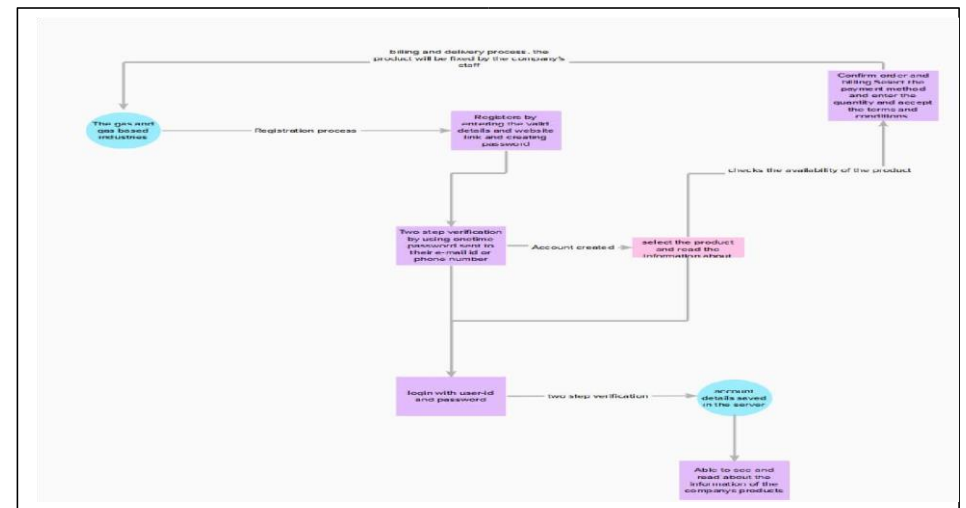 billing and delivery process. the
product will be fixed by the company's
staff
Confirm order and
billing Select the
payment method
and enter the
quantity and accept
the terms and
conditions
The gas and
gas based
industries
Registration process
Registers by
entering the valid
details and website
link and creating
password
checks the availability of the product
Two step verification
by using onetime
password sent to
their e-mail id or
phone number
Account created
select the product
and read the
information about
login with user-id
and password
two step verification
account
details saved
in the server
Able to see and
read about the
information of the
companys products